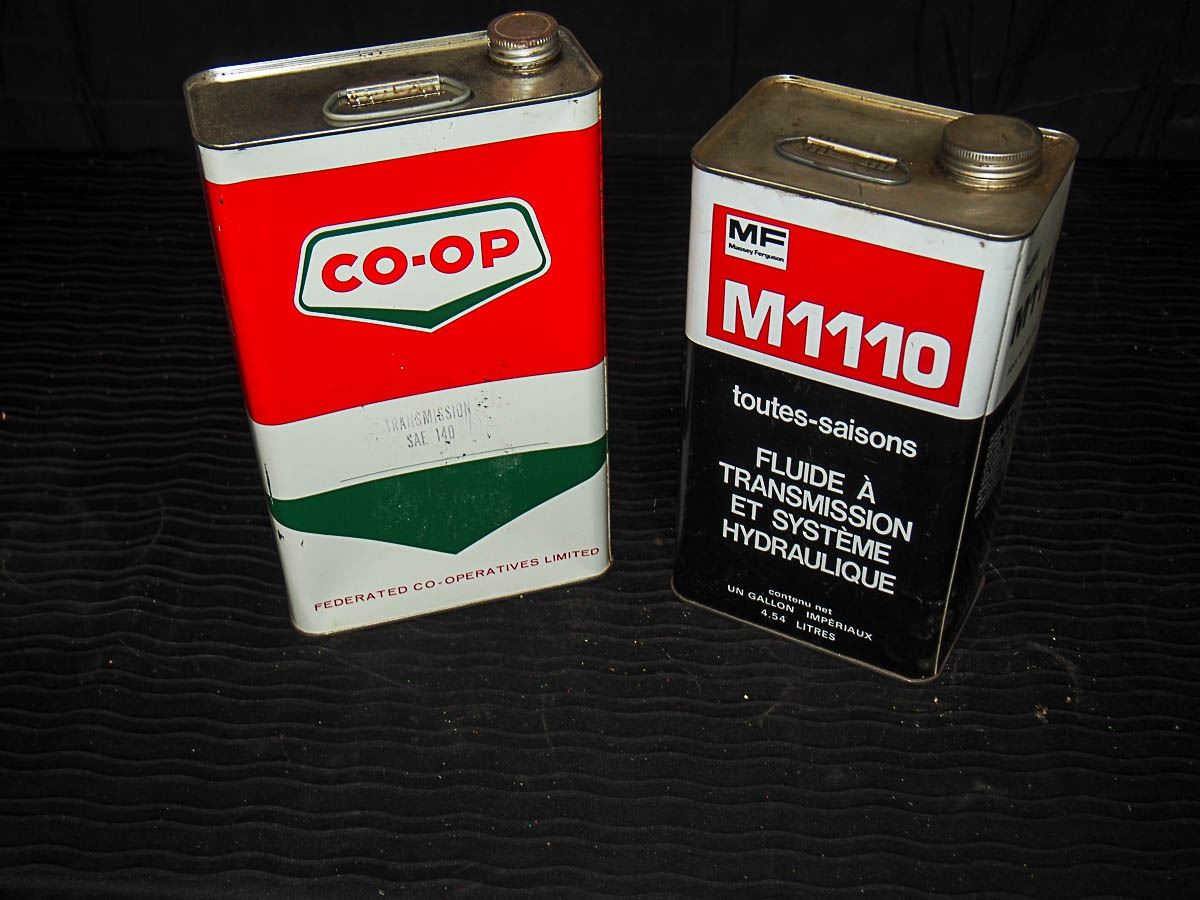 CO-OP
TRANSMISSION
SAE 140
FEDERATED CO-OPERATIVES LIMITED
MF
Massey Ferguson
M1110
toutes-saisons
FLUIDE À
TRANSMISSION
ET SYSTÈME
HYDRAULIQUE
contenu net
UN GALLON IMPÉRIAUX
4.54 LITRES